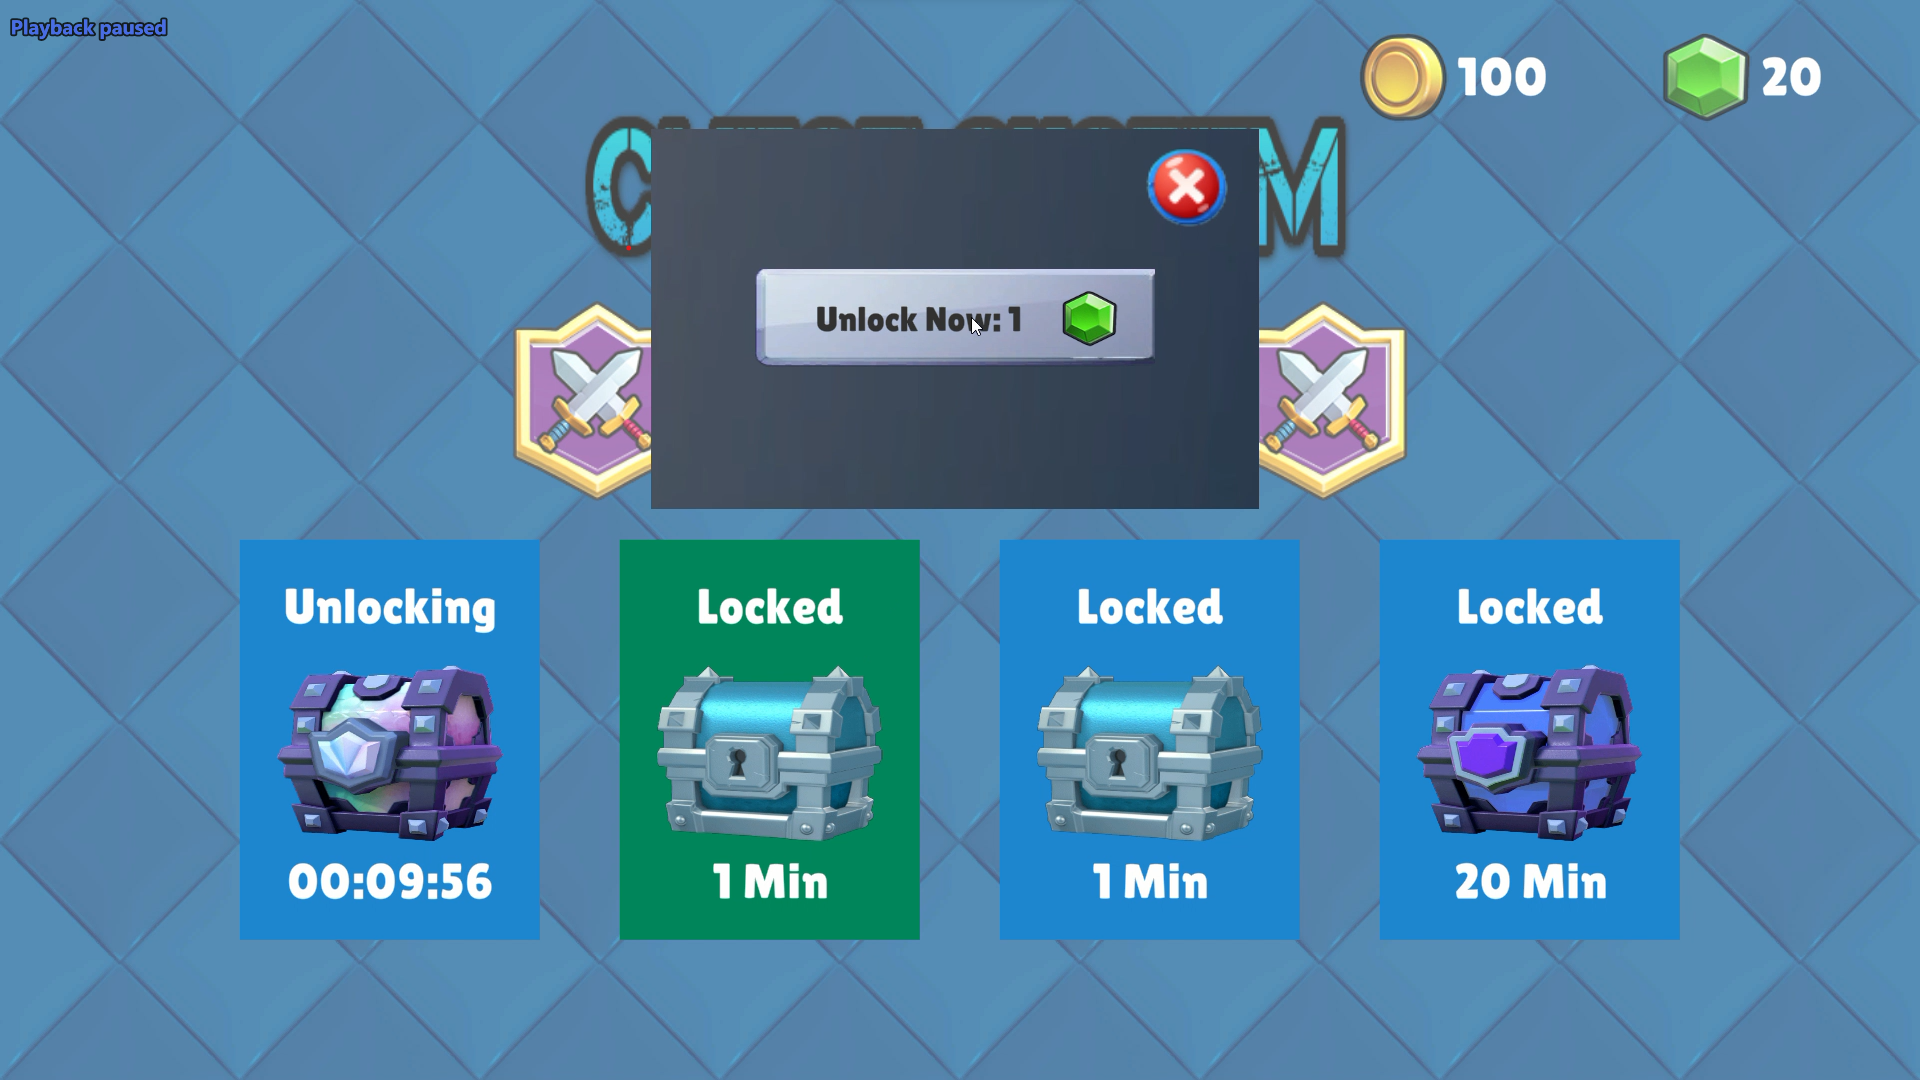 Playback paused
100
20
Unlock Now: 1
Unlocking
Locked
Locked
Locked
00:09:56
1 Min
1 Min
20 Min